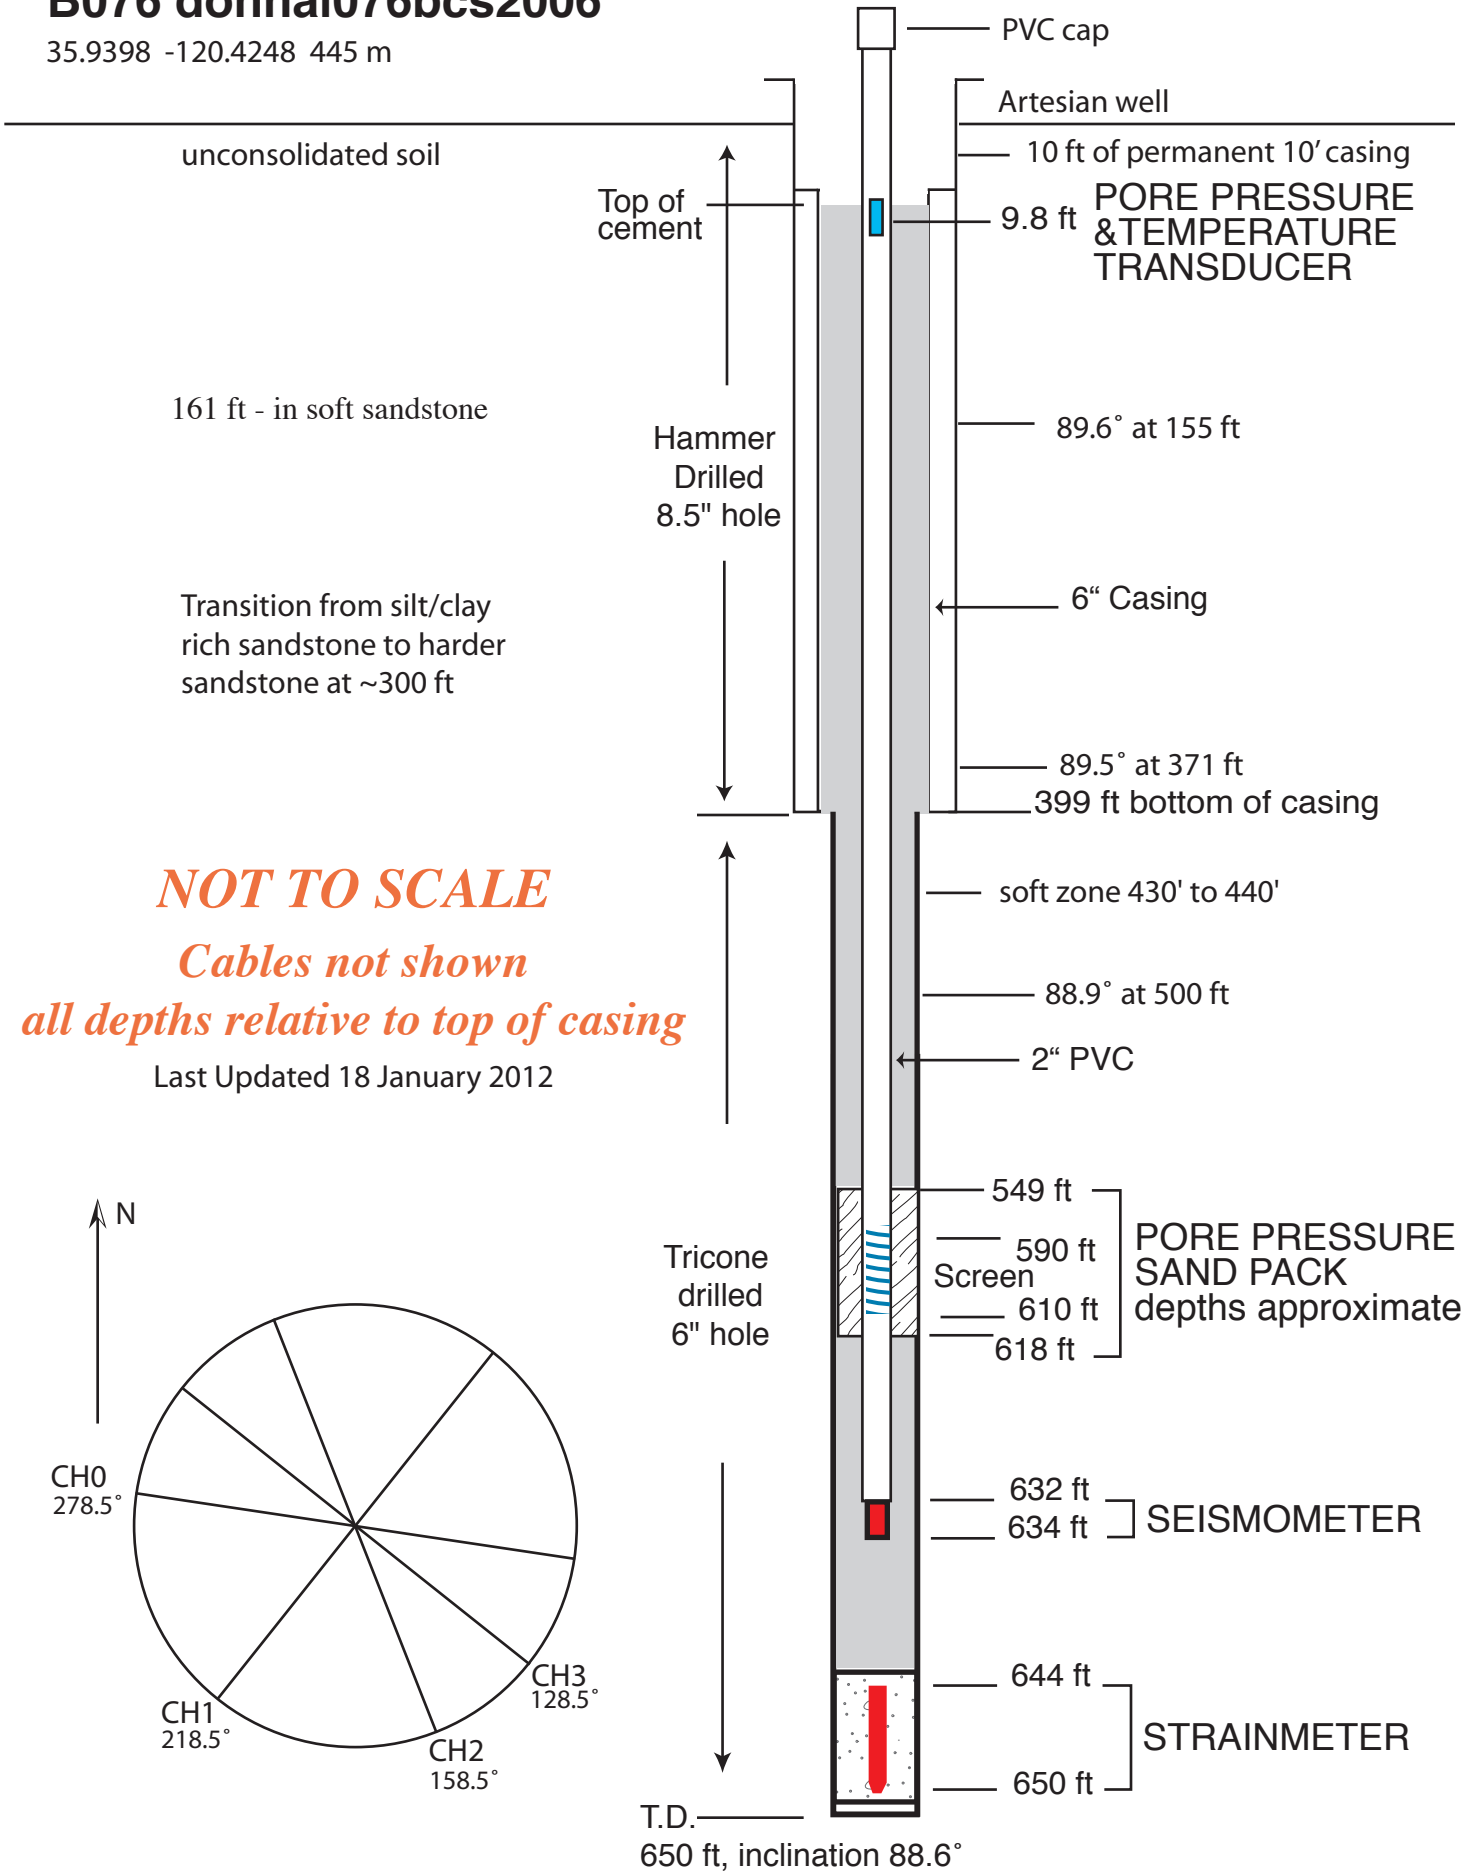 B076 donnal076bcs2006
35.9398 -120.4248 445 m
PVC cap
Artesian well
unconsolidated soil
10 ft of permanent 10' casing
Top of
cement
9.8 ft
PORE PRESSURE
&TEMPERATURE
TRANSDUCER
161 ft - in soft sandstone
89.6° at 155 ft
Hammer
Drilled
8.5" hole
6“ Casing
Transition from silt/clay
rich sandstone to harder
sandstone at ~300 ft
89.5° at 371 ft
399 ft bottom of casing
NOT TO SCALE
Cables not shown
all depths relative to top of casing
Last Updated 18 January 2012
soft zone 430' to 440'
88.9° at 500 ft
2“ PVC
549 ft
590 ft
Screen
610 ft
618 ft
PORE PRESSURE
SAND PACK
depths approximate
Tricone
drilled
6" hole
N
CH0
278.5°
CH1
218.5°
CH2
158.5°
CH3
128.5°
632 ft
634 ft
SEISMOMETER
644 ft
STRAINMETER
650 ft
T.D.
650 ft, inclination 88.6°